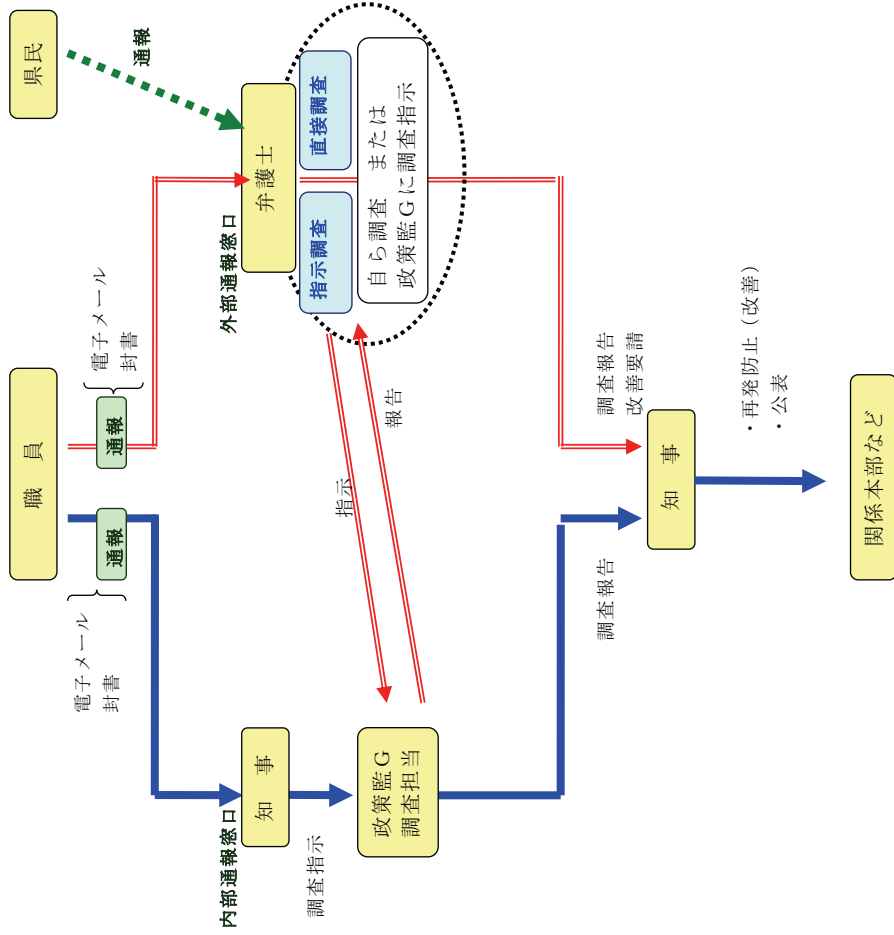 職　員
県民
電子メール
封書
通報
通報
電子メール
封書
通報
内部通報窓口
知　事
調査指示
政策監G
調査担当
外部通報窓口
弁護士
指示調査
直接調査
自ら調査　または
政策監Gに調査指示
指示
報告
調査報告
調査報告
改善要請
知　事
・再発防止（改善）
・公表
関係本部など